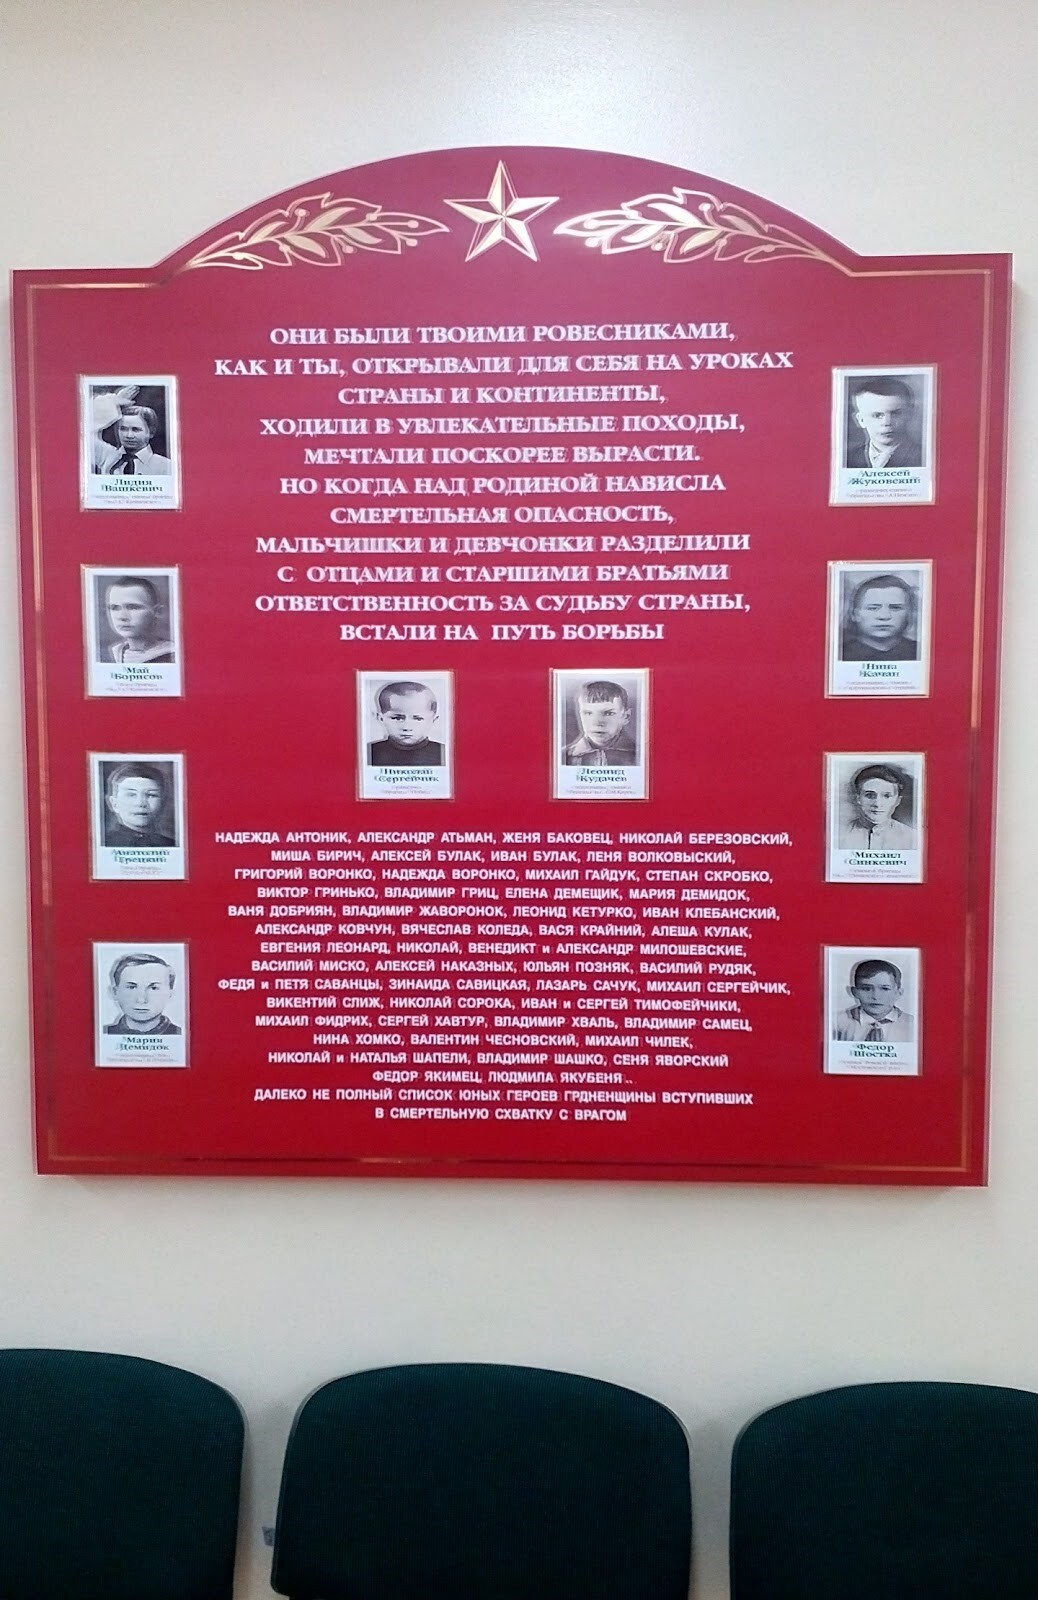 ОНИ БЫЛИ ТВОИМИ РОВЕСНИКАМИ,
КАК И ТЫ, ОТКРЫВАЛИ ДЛЯ СЕБЯ НА УРОКАХ
СТРАНЫ И КОНТИНЕНТЫ,
ХОДИЛИ В УВЛЕКАТЕЛЬНЫЕ ПОХОДЫ,
МЕЧТАЛИ ПОСКОРЕЕ ВЫРАСТИ.
НО КОГДА НАД РОДИНОЙ НАВИСЛА
СМЕРТЕЛЬНАЯ ОПАСНОСТЬ,
МАЛЬЧИШКИ И ДЕВЧОНКИ РАЗДЕЛИЛИ
С ОТЦАМИ И СТАРШИМИ БРАТЬЯМИ
ОТВЕТСТВЕННОСТЬ ЗА СУДЬБУ СТРАНЫ,
ВСТАЛИ НА ПУТЬ БОРЬБЫ
Лидия
Вашкевич
Май
Борисов
Анатолий
Грецкий
Мария
Демидок
Николай
Сергейчик
Леонид
Кудачев
Алексей
Жуковский
Нина
Качан
Михаил
Синкевич
Федор
Шостка
НАДЕЖДА АНТОНИК, АЛЕКСАНДР АТЬМАН, ЖЕНЯ БАКОВЕЦ, НИКОЛАЙ БЕРЕЗОВСКИЙ,
МИША БИРИЧ, АЛЕКСЕЙ БУЛАК, ИВАН БУЛАК, ЛЕНЯ ВОЛКОВЫСКИЙ,
ГРИГОРИЙ ВОРОНКО, НАДЕЖДА ВОРОНКО, МИХАИЛ ГАЙДУК, СТЕПАН СКРОБКО,
ВИКТОР ГРИНЬКО, ВЛАДИМИР ГРИЦ, ЕЛЕНА ДЕМЕЩИК, МАРИЯ ДЕМИДОК,
ВАНЯ ДОБРИЯН, ВЛАДИМИР ЖАВОРОНОК, ЛЕОНИД КЕТУРКО, ИВАН КЛЕБАНСКИЙ,
АЛЕКСАНДР КОВЧУН, ВЯЧЕСЛАВ КОЛЕДА, ВАСЯ КРАЙНИЙ, АЛЕША КУЛАК,
ЕВГЕНИЯ ЛЕОНАРД, НИКОЛАЙ, ВЕНЕДИКТ и АЛЕКСАНДР МИЛОШЕВСКИЕ,
ВАСИЛИЙ МИСКО, АЛЕКСЕЙ НАКАЗНЫХ, ЮЛЬЯН ПОЗНЯК, ВАСИЛИЙ РУДЯК,
ФЕДЯ и ПЕТЯ САВАНЦЫ, ЗИНАИДА САВИЦКАЯ, ЛАЗАРЬ САЧУК, МИХАИЛ СЕРГЕЙЧИК,
ВИКЕНТИЙ СЛИЖ, НИКОЛАЙ СОРОКА, ИВАН и СЕРГЕЙ ТИМОФЕЙЧИКИ,
МИХАИЛ ФИДРИХ, СЕРГЕЙ ХАВТУР, ВЛАДИМИР ХВАЛЬ, ВЛАДИМИР САМЕЦ,
НИНА ХОМКО, ВАЛЕНТИН ЧЕСНОВСКИЙ, МИХАИЛ ЧИЛЕК,
НИКОЛАЙ и НАТАЛЬЯ ШАПЕЛИ, ВЛАДИМИР ШАШКО, СЕНЯ ЯВОРСКИЙ
ФЕДОР ЯКИМЕЦ, ЛЮДМИЛА ЯКУБЕНЯ...
ДАЛЕКО НЕ ПОЛНЫЙ СПИСОК ЮНЫХ ГЕРОЕВ ГРДНЕНЩИНЫ ВСТУПИВШИХ
В СМЕРТЕЛЬНУЮ СХВАТКУ С ВРАГОМ